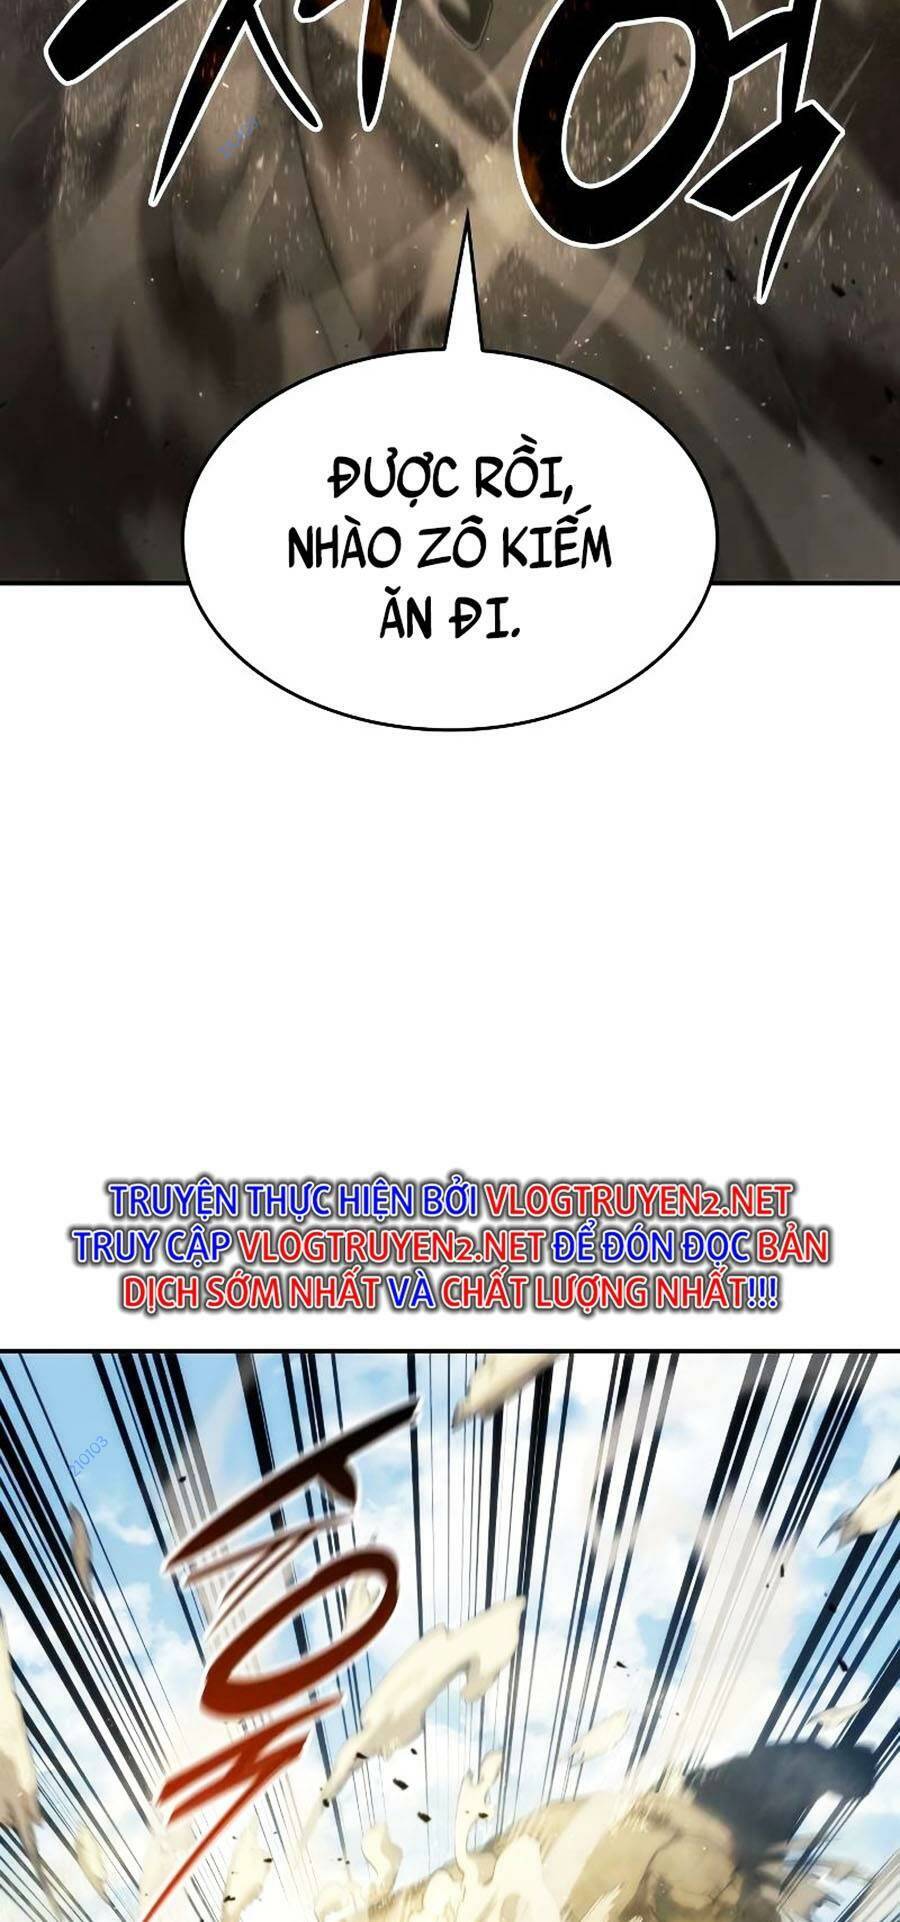 ĐƯỢC RỒI,
NHÀO ZÔ KIẾM
ĂN ĐI.
TRUYỆN THỰC HIỆN BỞI VLOGTRUYEN2.NET
TRUY CẬP VLOGTRUYEN2.NET ĐỂ ĐÓN ĐỌC BẢN
DỊCH SỚM NHẤT VÀ CHẤT LƯỢNG NHẤT!!!
210103